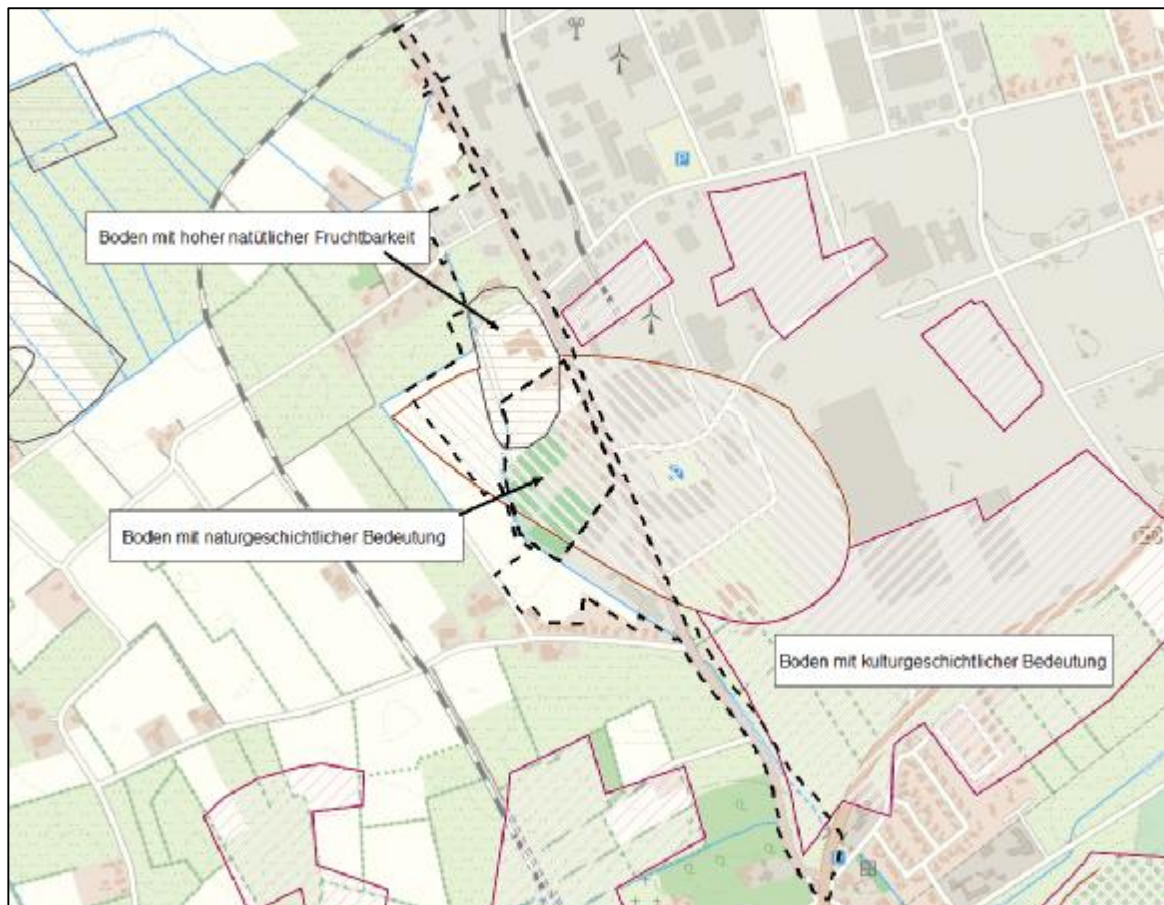 Boden mit hoher natütlicher Fruchtbarkeit
Boden mit naturgeschichtlicher Bedeutung
Boden mit kulturgeschichtlicher Bedeutung
P